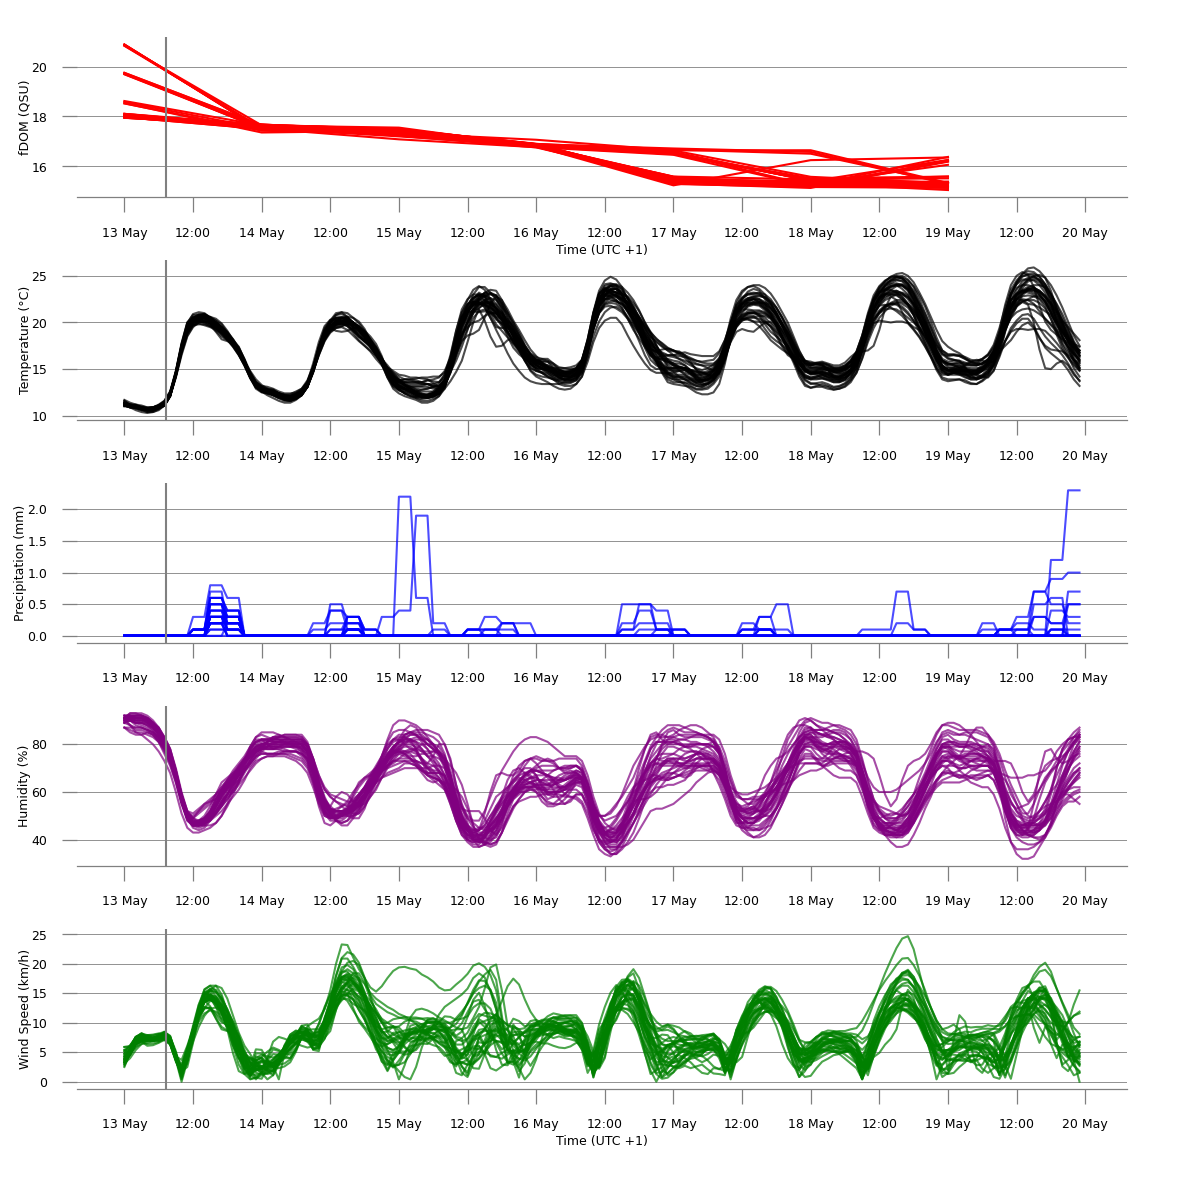 fDOM (QSU)
20
18
16
13 May 12:00 14 May 12:00 15 May 12:00 16 May 12:00 17 May 12:00 18 May 12:00 19 May 12:00 20 May
Time (UTC +1)
Temperature (°C)
25
20
15
10
13 May 12:00 14 May 12:00 15 May 12:00 16 May 12:00 17 May 12:00 18 May 12:00 19 May 12:00 20 May
Precipitation (mm)
2.0
1.5
1.0
0.5
0.0
13 May 12:00 14 May 12:00 15 May 12:00 16 May 12:00 17 May 12:00 18 May 12:00 19 May 12:00 20 May
Humidity (%)
80
60
40
13 May 12:00 14 May 12:00 15 May 12:00 16 May 12:00 17 May 12:00 18 May 12:00 19 May 12:00 20 May
Wind Speed (km/h)
25
20
15
10
5
0
13 May 12:00 14 May 12:00 15 May 12:00 16 May 12:00 17 May 12:00 18 May 12:00 19 May 12:00 20 May
Time (UTC +1)